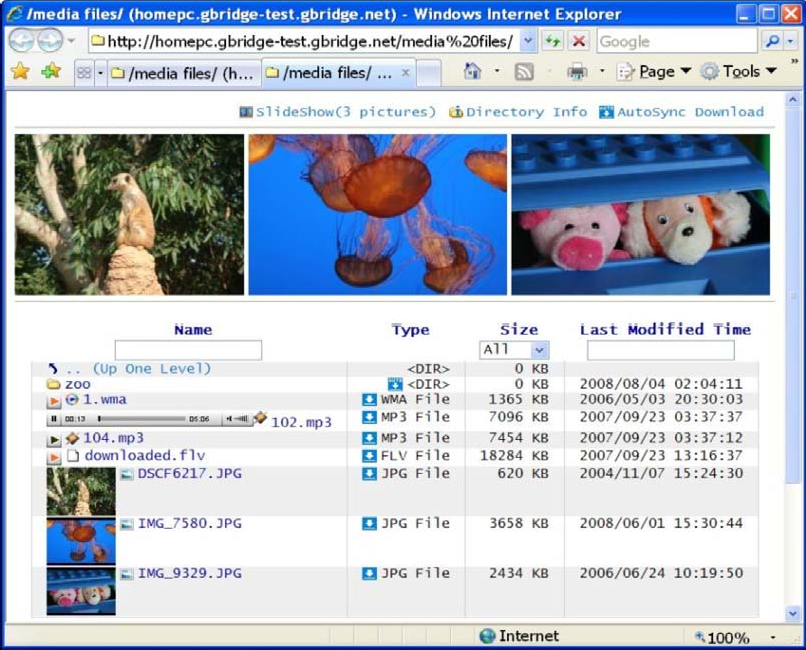 /media files/ (homepc.gbridge-test.gbridge.net) - Windows Internet Explorer
http://homepc.gbridge-test.gbridge.net/media%20files/ Google
/media files/ (h... /media files/ ... × Page Tools »
SlideShow(3 pictures) Directory Info AutoSync Download
Name Type Size Last Modified Time
All
.. (Up One Level) <DIR> 0 KB
zoo <DIR> 0 KB 2008/08/04 02:04:11
1.wma WMA File 1365 KB 2006/05/03 20:30:03
00:13 05:06 102.mp3 MP3 File 7096 KB 2007/09/23 03:37:37
104.mp3 MP3 File 7454 KB 2007/09/23 03:37:12
downloaded.flv FLV File 18284 KB 2007/09/23 13:16:37
DSCF6217.JPG JPG File 620 KB 2004/11/07 15:24:30
IMG_7580.JPG JPG File 3658 KB 2008/06/01 15:30:44
IMG_9329.JPG JPG File 2434 KB 2006/06/24 10:19:50
Internet 100%